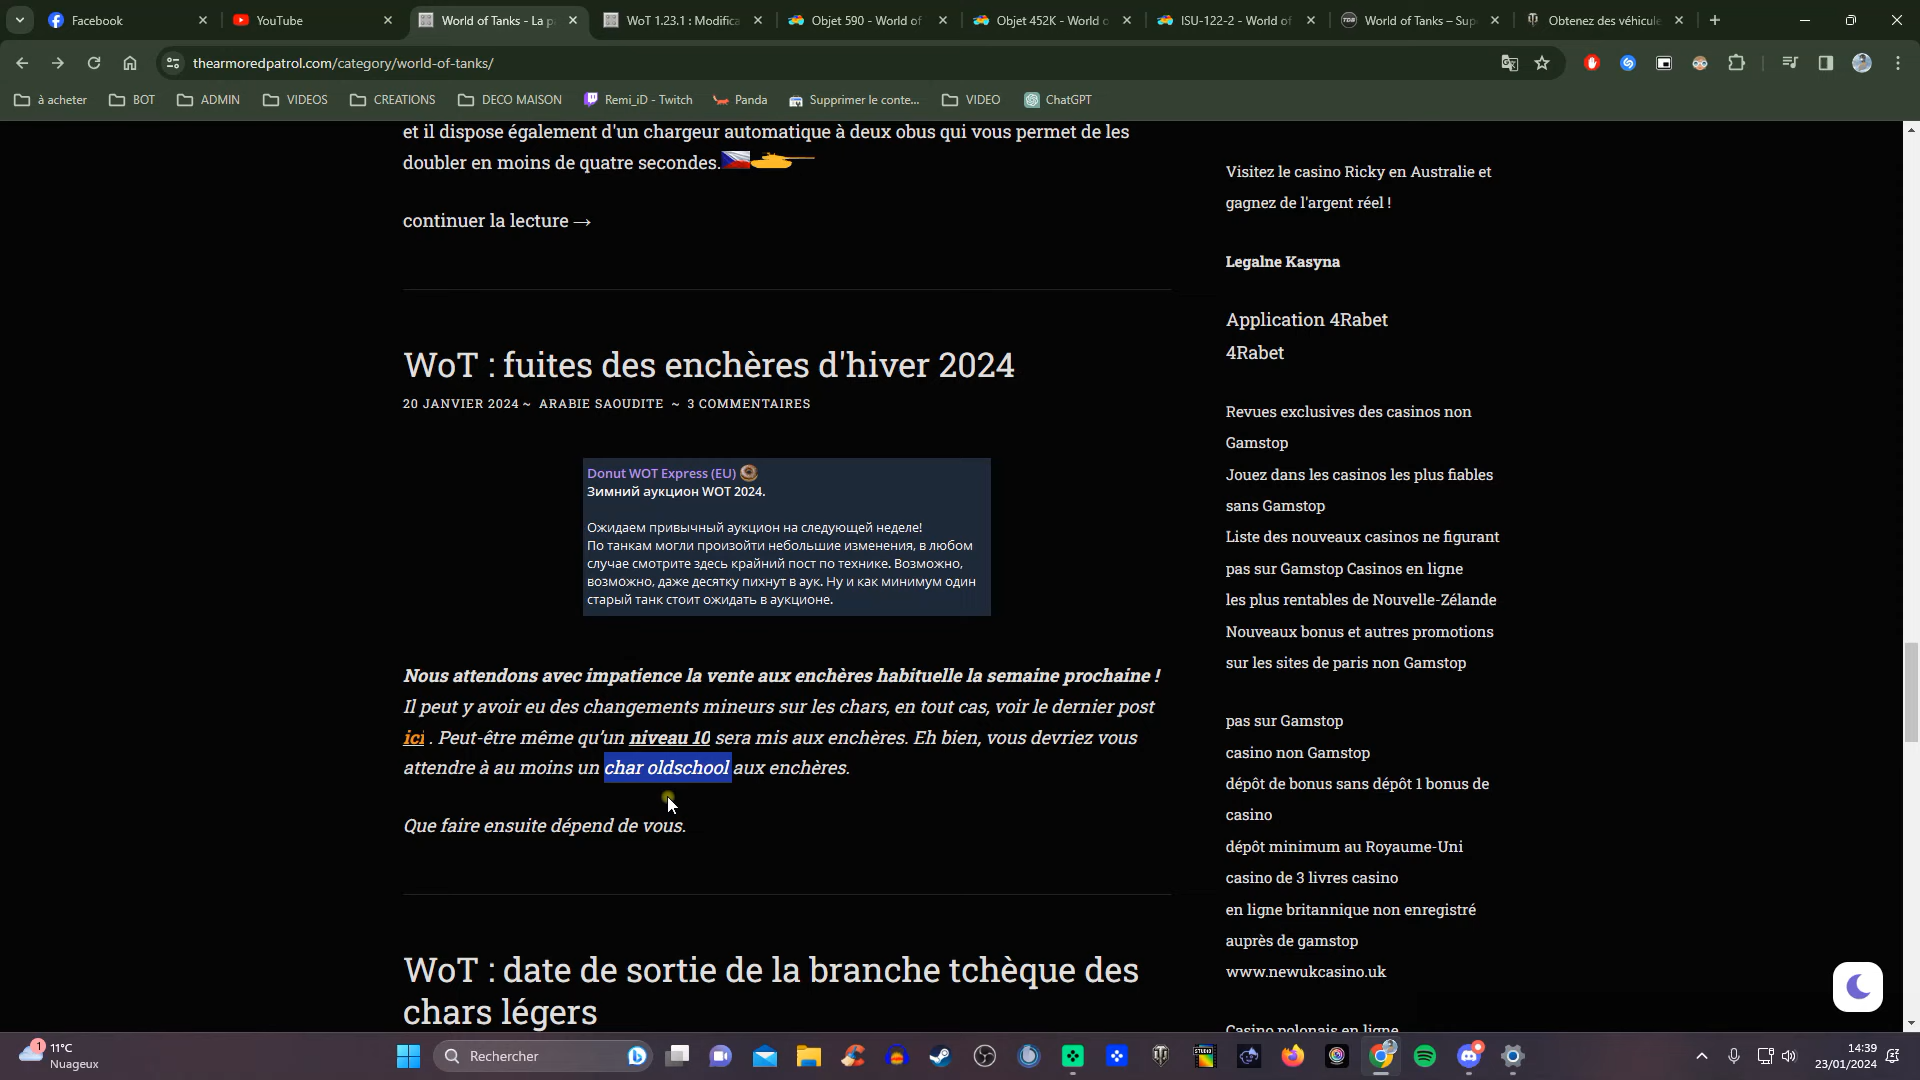 Facebook
YouTube
World of Tanks - La p
WoT 1.23.1 : Modifica
Objet 590 - World of
Objet 452K - World o
ISU-122-2 - World of
World of Tanks – Sup
Obtenez des véhicule
thearmoredpatrol.com/category/world-of-tanks/
à acheter
BOT
ADMIN
VIDEOS
CREATIONS
DECO MAISON
Remi_iD - Twitch
Panda
Supprimer le conte...
VIDEO
ChatGPT
et il dispose également d'un chargeur automatique à deux obus qui vous permet de les
doubler en moins de quatre secondes.
continuer la lecture →
WoT : fuites des enchères d'hiver 2024
20 JANVIER 2024 ~ ARABIE SAOUDITE ~ 3 COMMENTAIRES
Donut WOT Express (EU)
Зимний аукцион WOT 2024.
Ожидаем привычный аукцион на следующей неделе!
По танкам могли произойти небольшие изменения, в любом
случае смотрите здесь крайний пост по технике. Возможно,
возможно, даже десятку пихнут в аук. Ну и как минимум один
старый танк стоит ожидать в аукционе.
Nous attendons avec impatience la vente aux enchères habituelle la semaine prochaine !
Il peut y avoir eu des changements mineurs sur les chars, en tout cas, voir le dernier post
ici . Peut-être même qu'un niveau 10 sera mis aux enchères. Eh bien, vous devriez vous
attendre à au moins un char oldschool aux enchères.
Que faire ensuite dépend de vous.
WoT : date de sortie de la branche tchèque des
chars légers
Visitez le casino Ricky en Australie et
gagnez de l'argent réel !
Legalne Kasyna
Application 4Rabet
4Rabet
Revues exclusives des casinos non
Gamstop
Jouez dans les casinos les plus fiables
sans Gamstop
Liste des nouveaux casinos ne figurant
pas sur Gamstop Casinos en ligne
les plus rentables de Nouvelle-Zélande
Nouveaux bonus et autres promotions
sur les sites de paris non Gamstop
pas sur Gamstop
casino non Gamstop
dépôt de bonus sans dépôt 1 bonus de
casino
dépôt minimum au Royaume-Uni
casino de 3 livres casino
en ligne britannique non enregistré
auprès de gamstop
www.newukcasino.uk
Casino polonais en ligne
1
11°C
Nuageux
Rechercher
STUDIO
14:39
23/01/2024